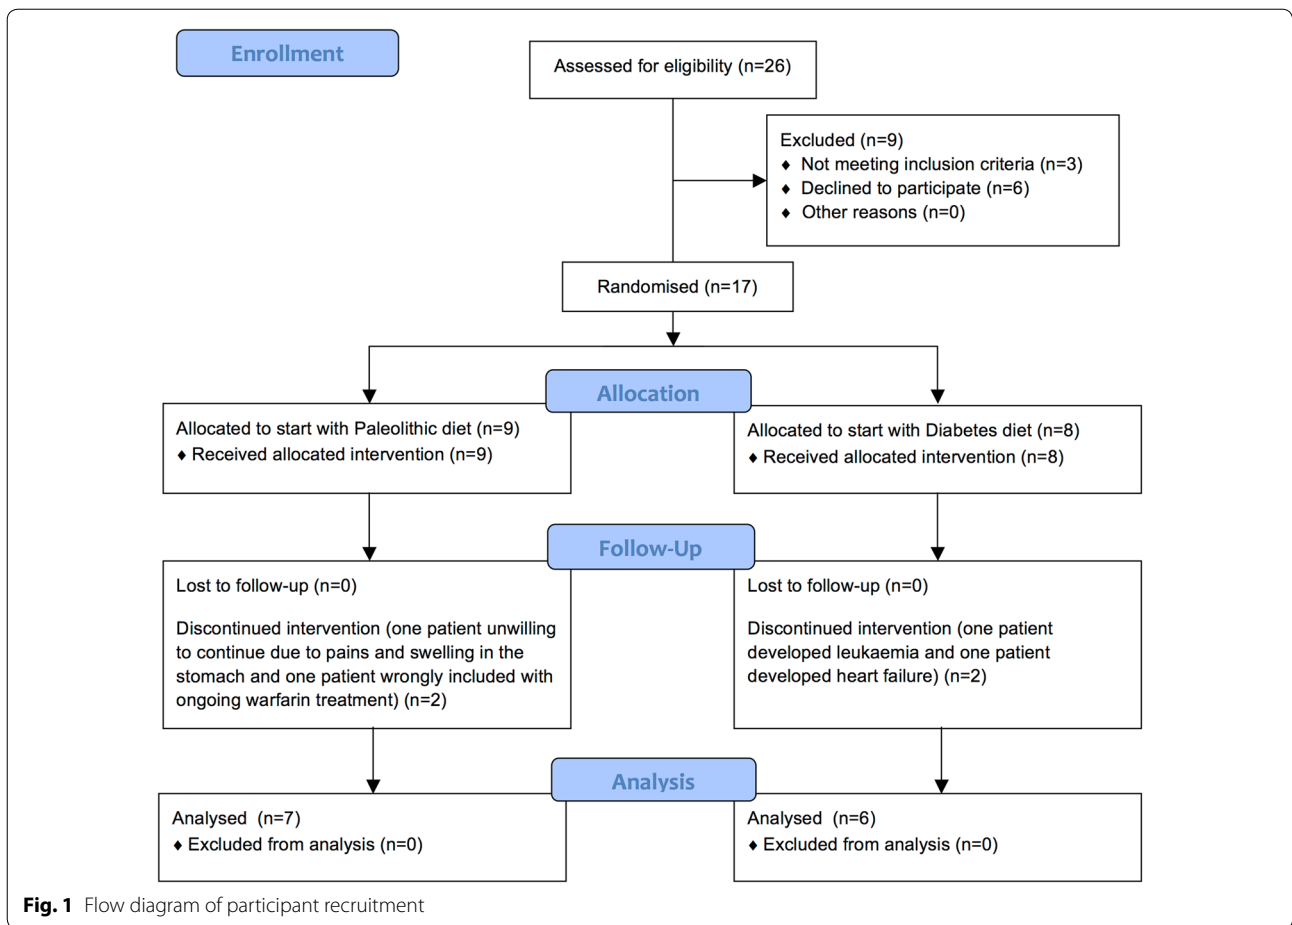 Enrollment
Assessed for eligibility (n=26)
Excluded (n=9)
♦ Not meeting inclusion criteria (n=3)
♦ Declined to participate (n=6)
♦ Other reasons (n=0)
Randomised (n=17)
Allocation
Allocated to start with Paleolithic diet (n=9)
♦ Received allocated intervention (n=9)
Allocated to start with Diabetes diet (n=8)
♦ Received allocated intervention (n=8)
Follow-Up
Lost to follow-up (n=0)
Discontinued intervention (one patient unwilling
to continue due to pains and swelling in the
stomach and one patient wrongly included with
ongoing warfarin treatment) (n=2)
Lost to follow-up (n=0)
Discontinued intervention (one patient
developed leukaemia and one patient
developed heart failure) (n=2)
Analysis
Analysed (n=7)
♦ Excluded from analysis (n=0)
Analysed (n=6)
♦ Excluded from analysis (n=0)
Fig. 1 Flow diagram of participant recruitment